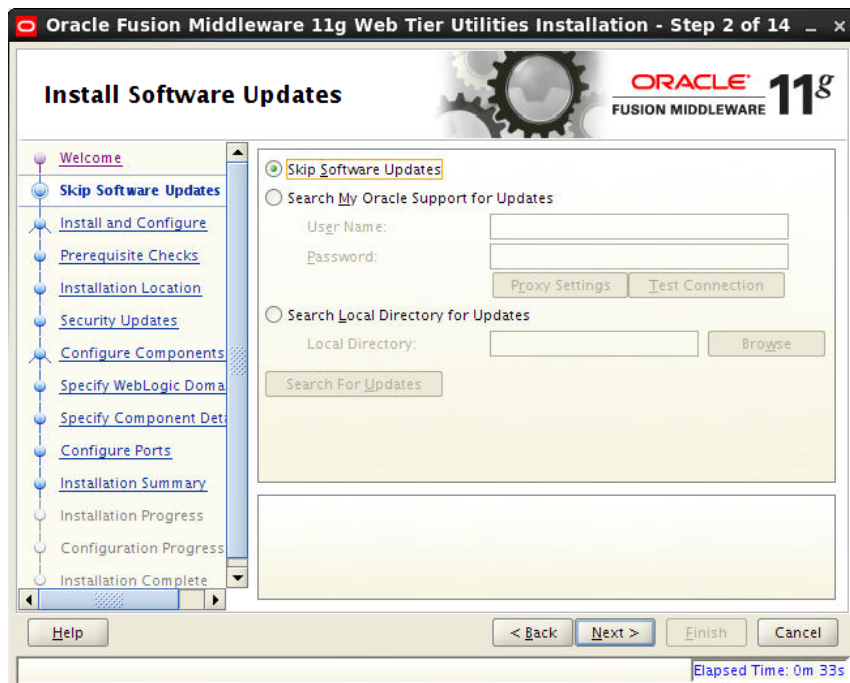 Oracle Fusion Middleware 11g Web Tier Utilities Installation - Step 2 of 14
Install Software Updates
ORACLE
FUSION MIDDLEWARE 11g
Welcome
Skip Software Updates
Install and Configure
Prerequisite Checks
Installation Location
Security Updates
Configure Components
Specify WebLogic Doma
Specify Component Deta
Configure Ports
Installation Summary
Installation Progress
Configuration Progress
Installation Complete
Skip Software Updates
Search My Oracle Support for Updates
User Name:
Password:
Proxy Settings Test Connection
Search Local Directory for Updates
Local Directory: Browse
Search For Updates
Help < Back Next > Finish Cancel
Elapsed Time: 0m 33s